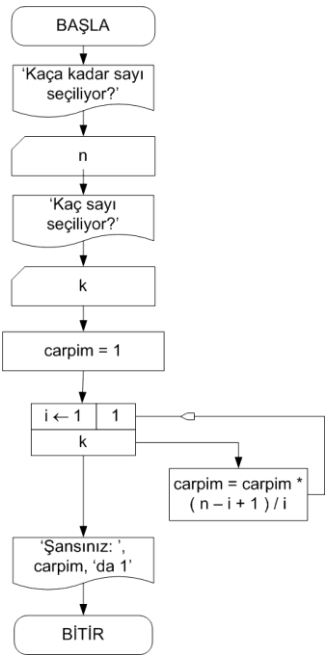 BAŞLA
‘Kaça kadar sayı
seçiliyor?’
n
‘Kaç sayı
seçiliyor?’
k
carpim = 1
i ← 1 1
k
carpim = carpim *
( n – i + 1 ) / i
‘Şansınız: ’,
carpim, ‘da 1’
BİTİR